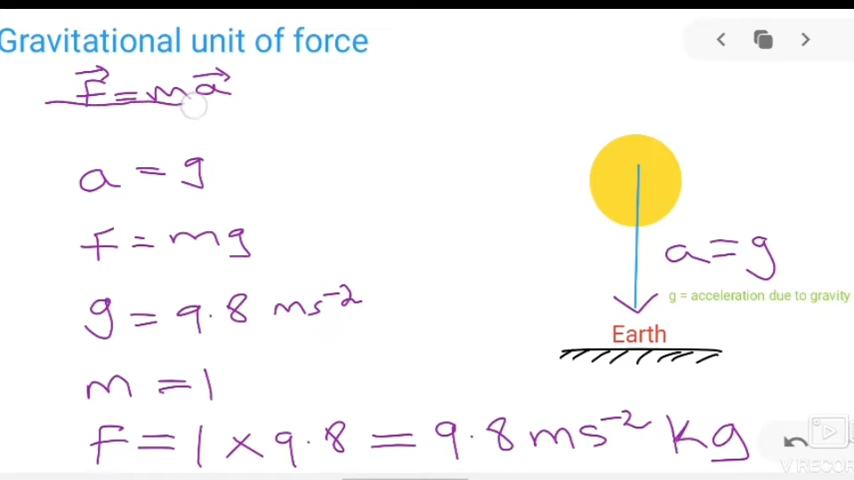 Gravitational unit of force
F⃗ = ma⃗
a = g
F = mg
a = g
g = acceleration due to gravity
g = 9.8 ms⁻²
Earth
m = 1
F = 1 × 9.8 = 9.8 ms⁻² Kg
V RECOR